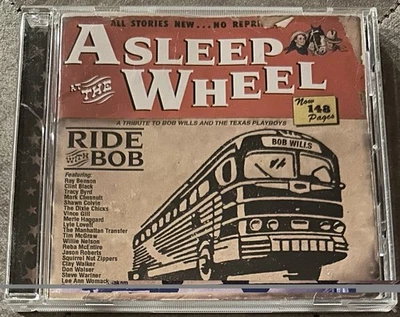 ALL STORIES NEW...NO REPRI
ASLEEP
AT THE
WHEEL
Now
148
Pages
A TRIBUTE TO BOB WILLS AND THE TEXAS PLAYBOYS
RIDE
WITH
BOB
BOB WILLS
Featuring:
Ray Benson
Clint Black
Tracy Byrd
Mark Chesnutt
Shawn Colvin
The Dixie Chicks
Vince Gill
Merle Haggard
Lyle Lovett
The Manhattan Transfer
Tim McGraw
Willie Nelson
Reba McEntire
Jason Roberts
Squirrel Nut Zippers
Clay Walker
Don Walser
Steve Wariner
Lee Ann Womack